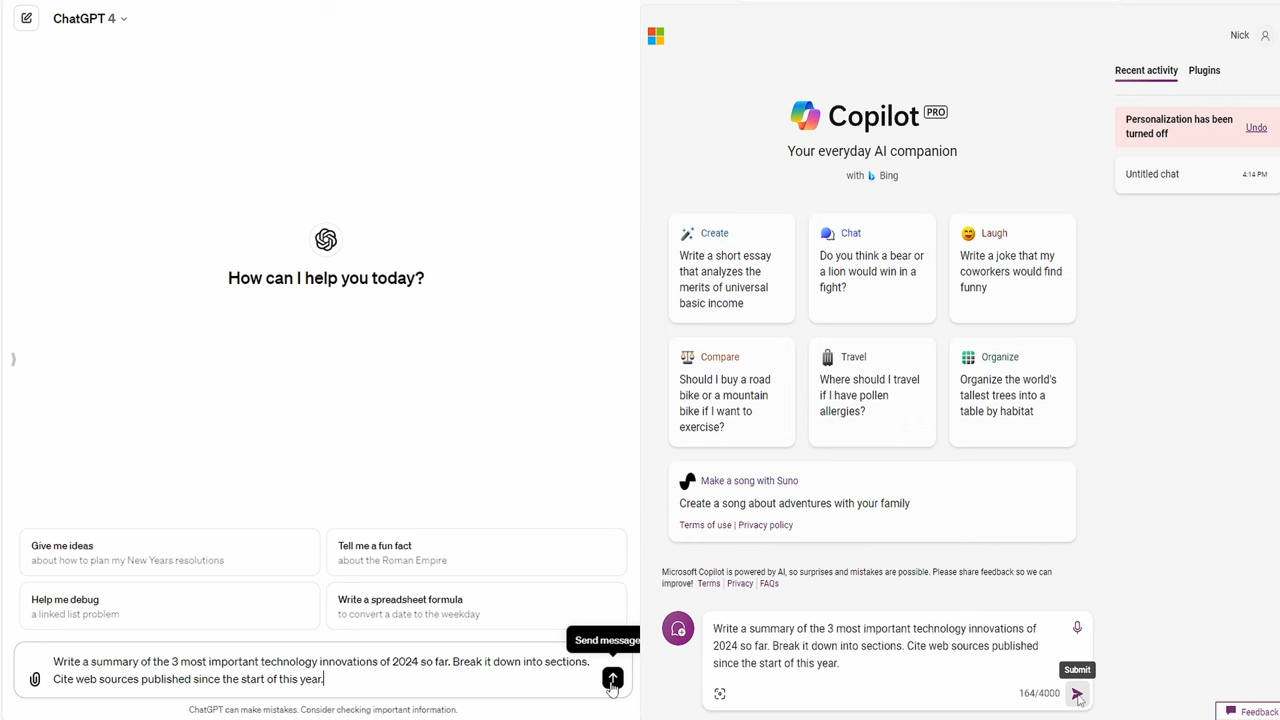 ChatGPT 4
How can I help you today?
Give me ideas
about how to plan my New Years resolutions
Tell me a fun fact
about the Roman Empire
Help me debug
a linked list problem
Write a spreadsheet formula
to convert a date to the weekday
Send message
Write a summary of the 3 most important technology innovations of 2024 so far. Break it down into sections.
Cite web sources published since the start of this year.
ChatGPT can make mistakes. Consider checking important information.
Nick
Recent activity
Plugins
Personalization has been
turned off
Undo
Untitled chat
4:14 PM
Copilot PRO
Your everyday AI companion
with Bing
Create
Write a short essay
that analyzes the
merits of universal
basic income
Chat
Do you think a bear or
a lion would win in a
fight?
Laugh
Write a joke that my
coworkers would find
funny
Compare
Should I buy a road
bike or a mountain
bike if I want to
exercise?
Travel
Where should I travel
if I have pollen
allergies?
Organize
Organize the world's
tallest trees into a
table by habitat
Make a song with Suno
Create a song about adventures with your family
Terms of use | Privacy policy
Microsoft Copilot is powered by AI, so surprises and mistakes are possible. Please share feedback so we can
improve! Terms | Privacy | FAQs
Write a summary of the 3 most important technology innovations of
2024 so far. Break it down into sections. Cite web sources published
since the start of this year.
Submit
164/4000
Feedback